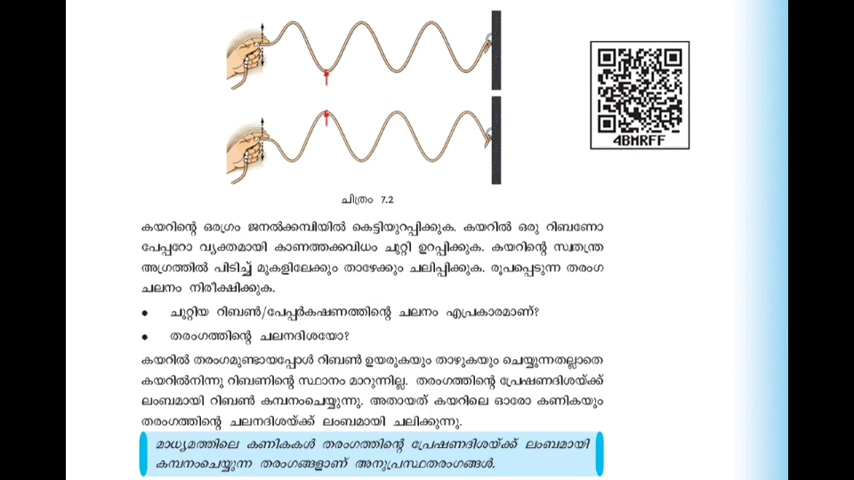 4BMRFF
ചിത്രം 7.2
കയറിന്റെ ഒരഗ്രം ജനൽക്കമ്പിയിൽ കെട്ടിയുറപ്പിക്കുക. കയറിൽ ഒരു റിബണോ
പേപ്പറോ വ്യക്തമായി കാണത്തക്കവിധം ചുറ്റി ഉറപ്പിക്കുക. കയറിന്റെ സ്വതന്ത്ര
അഗ്രത്തിൽ പിടിച്ച് മുകളിലേക്കും താഴേക്കും ചലിപ്പിക്കുക. രൂപപ്പെടുന്ന തരംഗ
ചലനം നിരീക്ഷിക്കുക.
• ചുറ്റിയ റിബൺ/പേപ്പർകഷണത്തിന്റെ ചലനം എപ്രകാരമാണ്?
• തരംഗത്തിന്റെ ചലനദിശയോ?
കയറിൽ തരംഗമുണ്ടായപ്പോൾ റിബൺ ഉയരുകയും താഴുകയും ചെയ്യുന്നതല്ലാതെ
കയറിൽനിന്നു റിബണിന്റെ സ്ഥാനം മാറുന്നില്ല. തരംഗത്തിന്റെ പ്രേഷണദിശയ്ക്ക്
ലംബമായി റിബൺ കമ്പനംചെയ്യുന്നു. അതായത് കയറിലെ ഓരോ കണികയും
തരംഗത്തിന്റെ ചലനദിശയ്ക്ക് ലംബമായി ചലിക്കുന്നു.
മാധ്യമത്തിലെ കണികകൾ തരംഗത്തിന്റെ പ്രേഷണദിശയ്ക്ക് ലംബമായി
കമ്പനംചെയ്യുന്ന തരംഗങ്ങളാണ് അനുപ്രസ്ഥതരംഗങ്ങൾ.